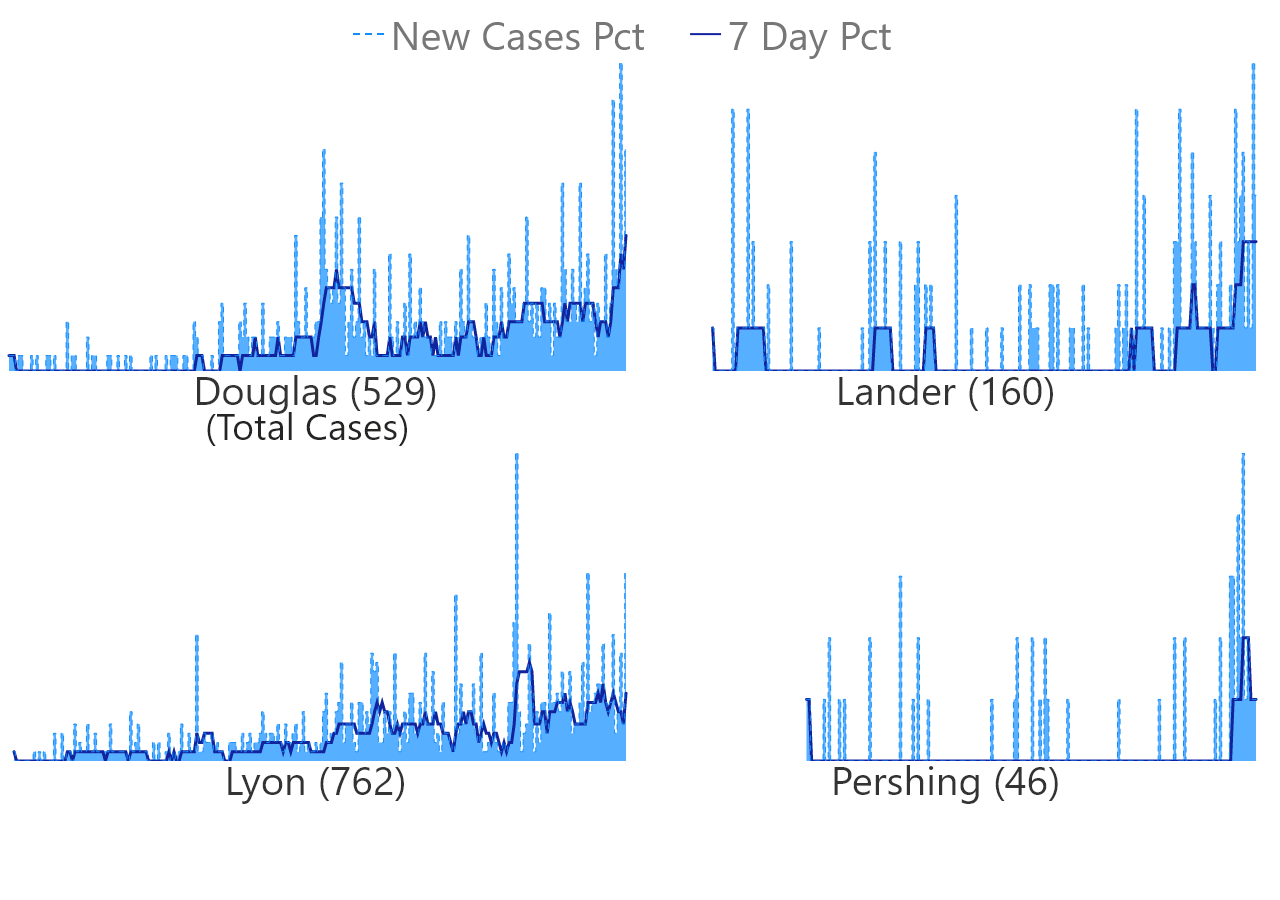 New Cases Pct 7 Day Pct
Douglas (529)
(Total Cases)
Lander (160)
Lyon (762)
Pershing (46)